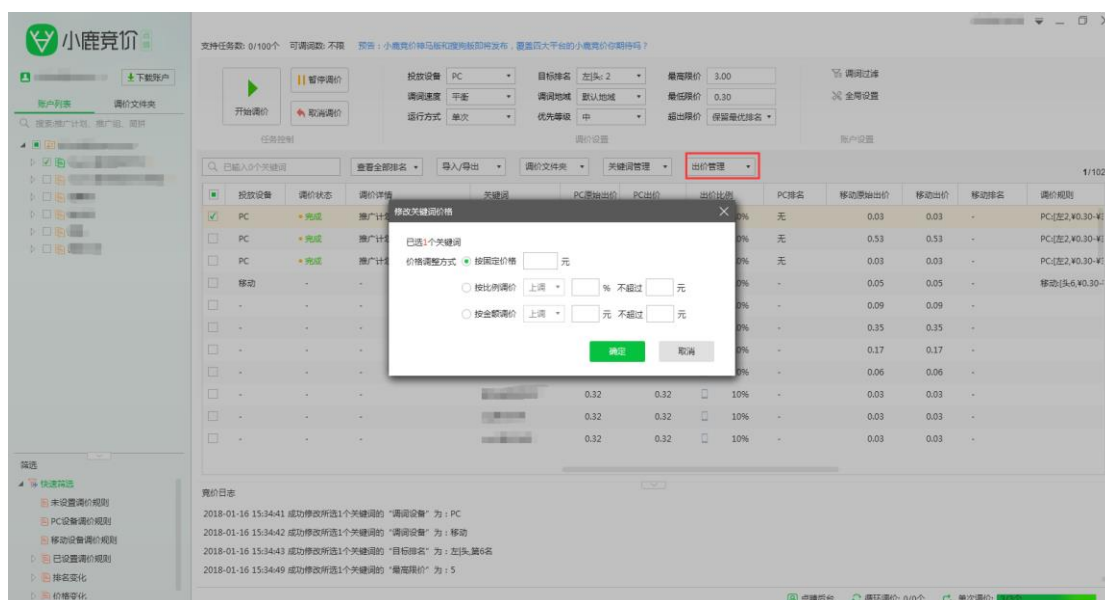 小鹿竞价
支持任务数: 0/100个 可调词数: 不限 预告：小鹿竞价神马板和搜狗板即将发布，覆盖四大平台的小鹿竞价你期待吗？
下载账户
账户列表 调价文件夹
开始调价 暂停调价 取消调价
任务控制
投放设备 PC 目标排名 左|头: 2 最高限价 3.00
调词速度 平衡 调词地域 默认地域 最低限价 0.30
运行方式 单次 优先等级 中 超出限价 保留最优排名
调价设置
调词过滤
全局设置
账户设置
已输入0个关键词 查看全部排名 导入/导出 调价文件夹 关键词管理 出价管理
1/102
投放设备 调价状态 调价详情 关键词 PC原始出价 PC出价 出价比例 PC排名 移动原始出价 移动出价 移动排名 调价规则
PC 完成 推广计 0% 无 0.03 0.03 - PC:[左2,¥0.30-¥
PC 完成 推广计 0% 无 0.53 0.53 - PC:[左2,¥0.30-¥
PC 完成 推广计 0% 无 0.03 0.03 - PC:[左2,¥0.30-¥
移动 - - 0% - 0.05 0.05 - 移动:[头6,¥0.30-
- - - 0% - 0.09 0.09 -
- - - 0% - 0.35 0.35 -
- - - 0% - 0.17 0.17 -
- - - 0% - 0.06 0.06 -
- - - 0.32 0.32 10% - 0.03 0.03 -
- - - 0.32 0.32 10% - 0.03 0.03 -
- - - 0.32 0.32 10% - 0.03 0.03 -
修改关键词价格
已选1个关键词
价格调整方式 按固定价格 元
按比例调价 上调 % 不超过 元
按金额调价 上调 元 不超过 元
确定 取消
筛选
快速筛选
未设置调价规则
PC设备调价规则
移动设备调价规则
已设置调价规则
排名变化
价格变化
竞价日志
2018-01-16 15:34:41 成功修改所选1个关键词的“调词设备”为：PC
2018-01-16 15:34:42 成功修改所选1个关键词的“调词设备”为：移动
2018-01-16 15:34:43 成功修改所选1个关键词的“目标排名”为：左|头_第6名
2018-01-16 15:34:49 成功修改所选1个关键词的“最高限价”为：5
循环调价: 0/0个 单次调价: